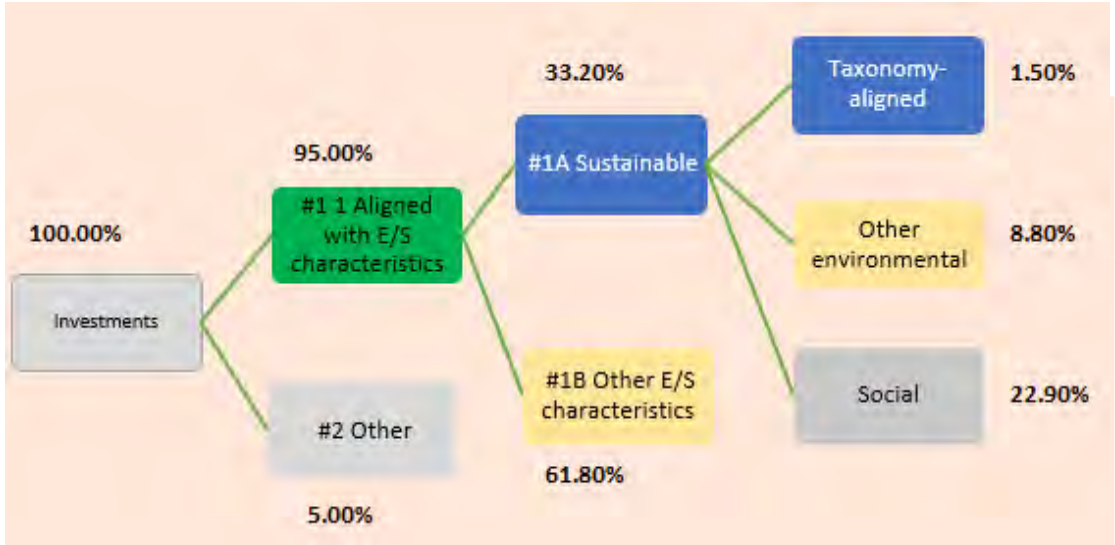 33.20%
Taxonomy-
aligned
1.50%
95.00%
#1A Sustainable
#1 1 Aligned
with E/S
characteristics
100.00%
Other
environmental
8.80%
Investments
#1B Other E/S
characteristics
Social
22.90%
#2 Other
61.80%
5.00%